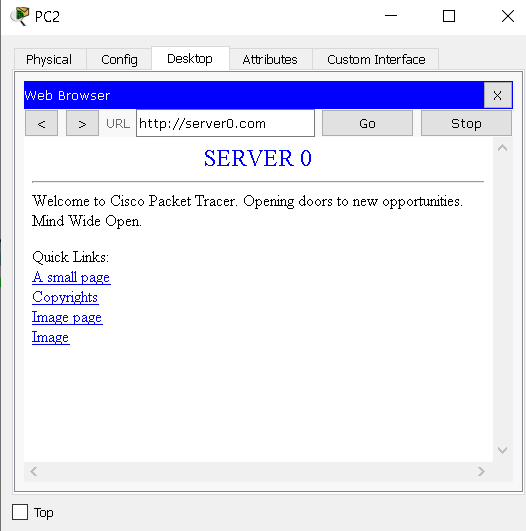 PC2
Physical Config Desktop Attributes Custom Interface
Web Browser X
< > URL http://server0.com Go Stop
SERVER 0
Welcome to Cisco Packet Tracer. Opening doors to new opportunities.
Mind Wide Open.
Quick Links:
A small page
Copyrights
Image page
Image
Top